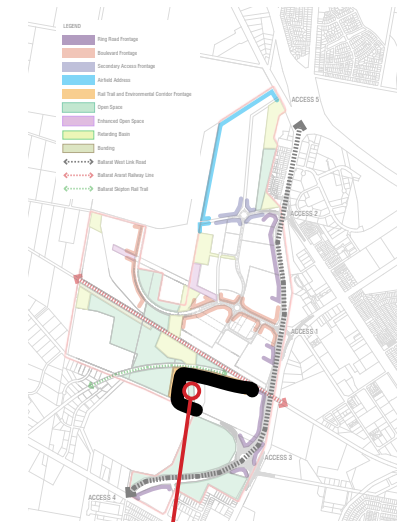 LEGEND
Ring Road Frontage
Boulevard Frontage
Secondary Access Frontage
Airfield Address
Rail Trail and Environmental Corridor Frontage
Open Space
Enhanced Open Space
Retarding Basin
Bunding
Ballarat West Link Road
Ballarat Ararat Railway Line
Ballarat Skipton Rail Trail
ACCESS 5
ACCESS 2
ACCESS 1
ACCESS 3
ACCESS 4